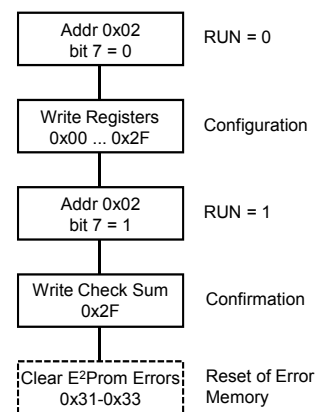 Addr 0x02
bit 7 = 0
RUN = 0
Write Registers
0x00 ... 0x2F
Configuration
Addr 0x02
bit 7 = 1
RUN = 1
Write Check Sum
0x2F
Confirmation
Clear E²Prom Errors
0x31-0x33
Reset of Error
Memory